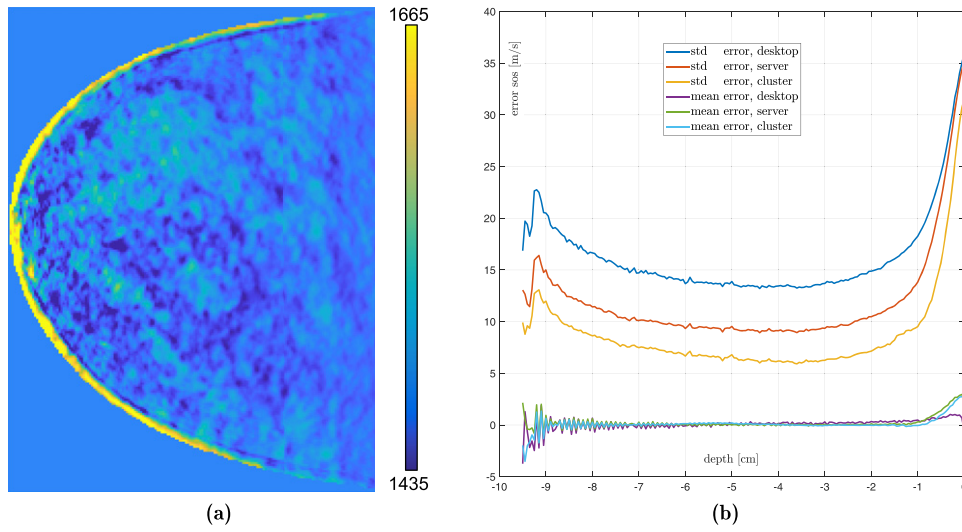 1665
1435
(a)
error sos [m/s]
40
35
30
25
20
15
10
5
0
-5
std error, desktop
std error, server
std error, cluster
mean error, desktop
mean error, server
mean error, cluster
depth [cm]
-10 -9 -8 -7 -6 -5 -4 -3 -2 -1 0
(b)